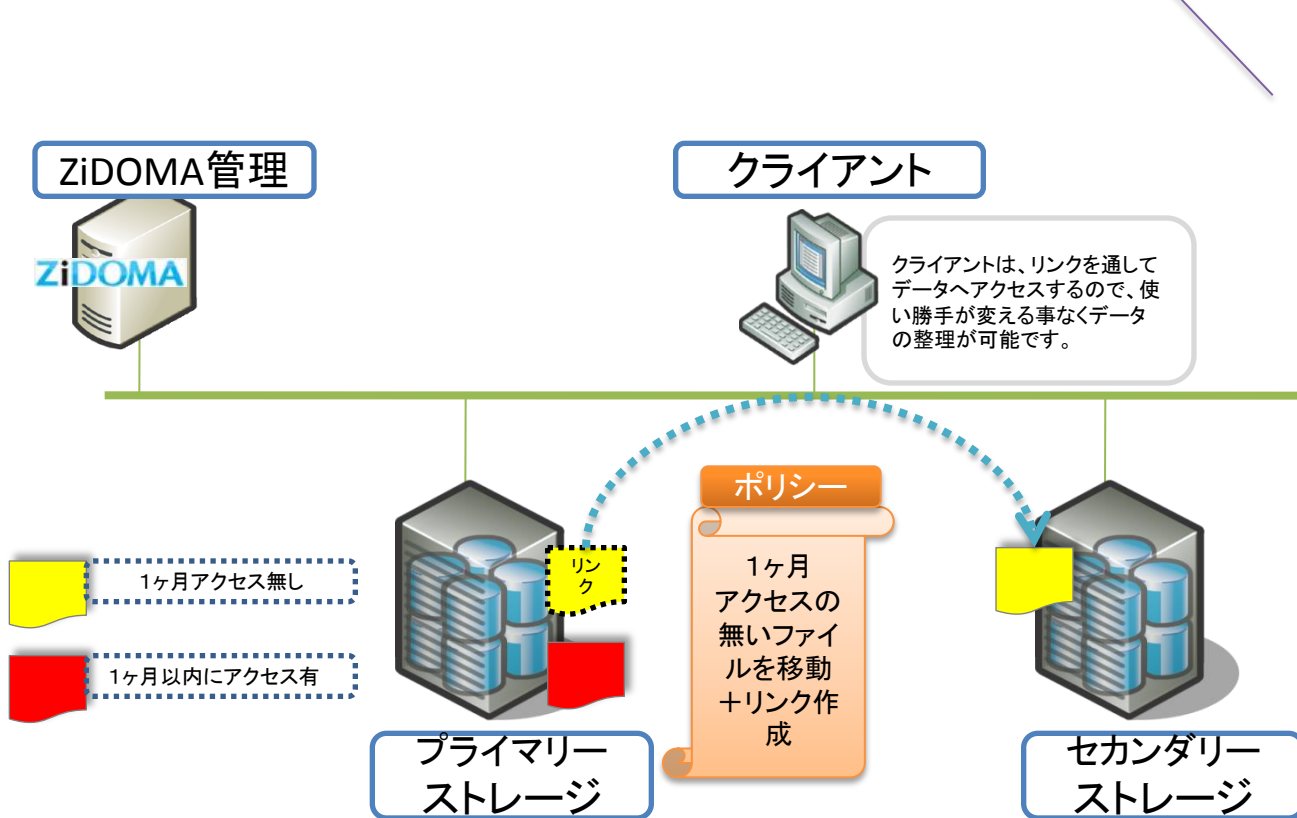 ZiDOMA管理
クライアント
ZiDOMA
クライアントは、リンクを通して
データへアクセスするので、使
い勝手が変える事なくデータ
の整理が可能です。
ポリシー
1ヶ月
アクセスの
無いファイ
ルを移動
＋リンク作
成
リン
ク
1ヶ月アクセス無し
1ヶ月以内にアクセス有
プライマリー
ストレージ
セカンダリー
ストレージ